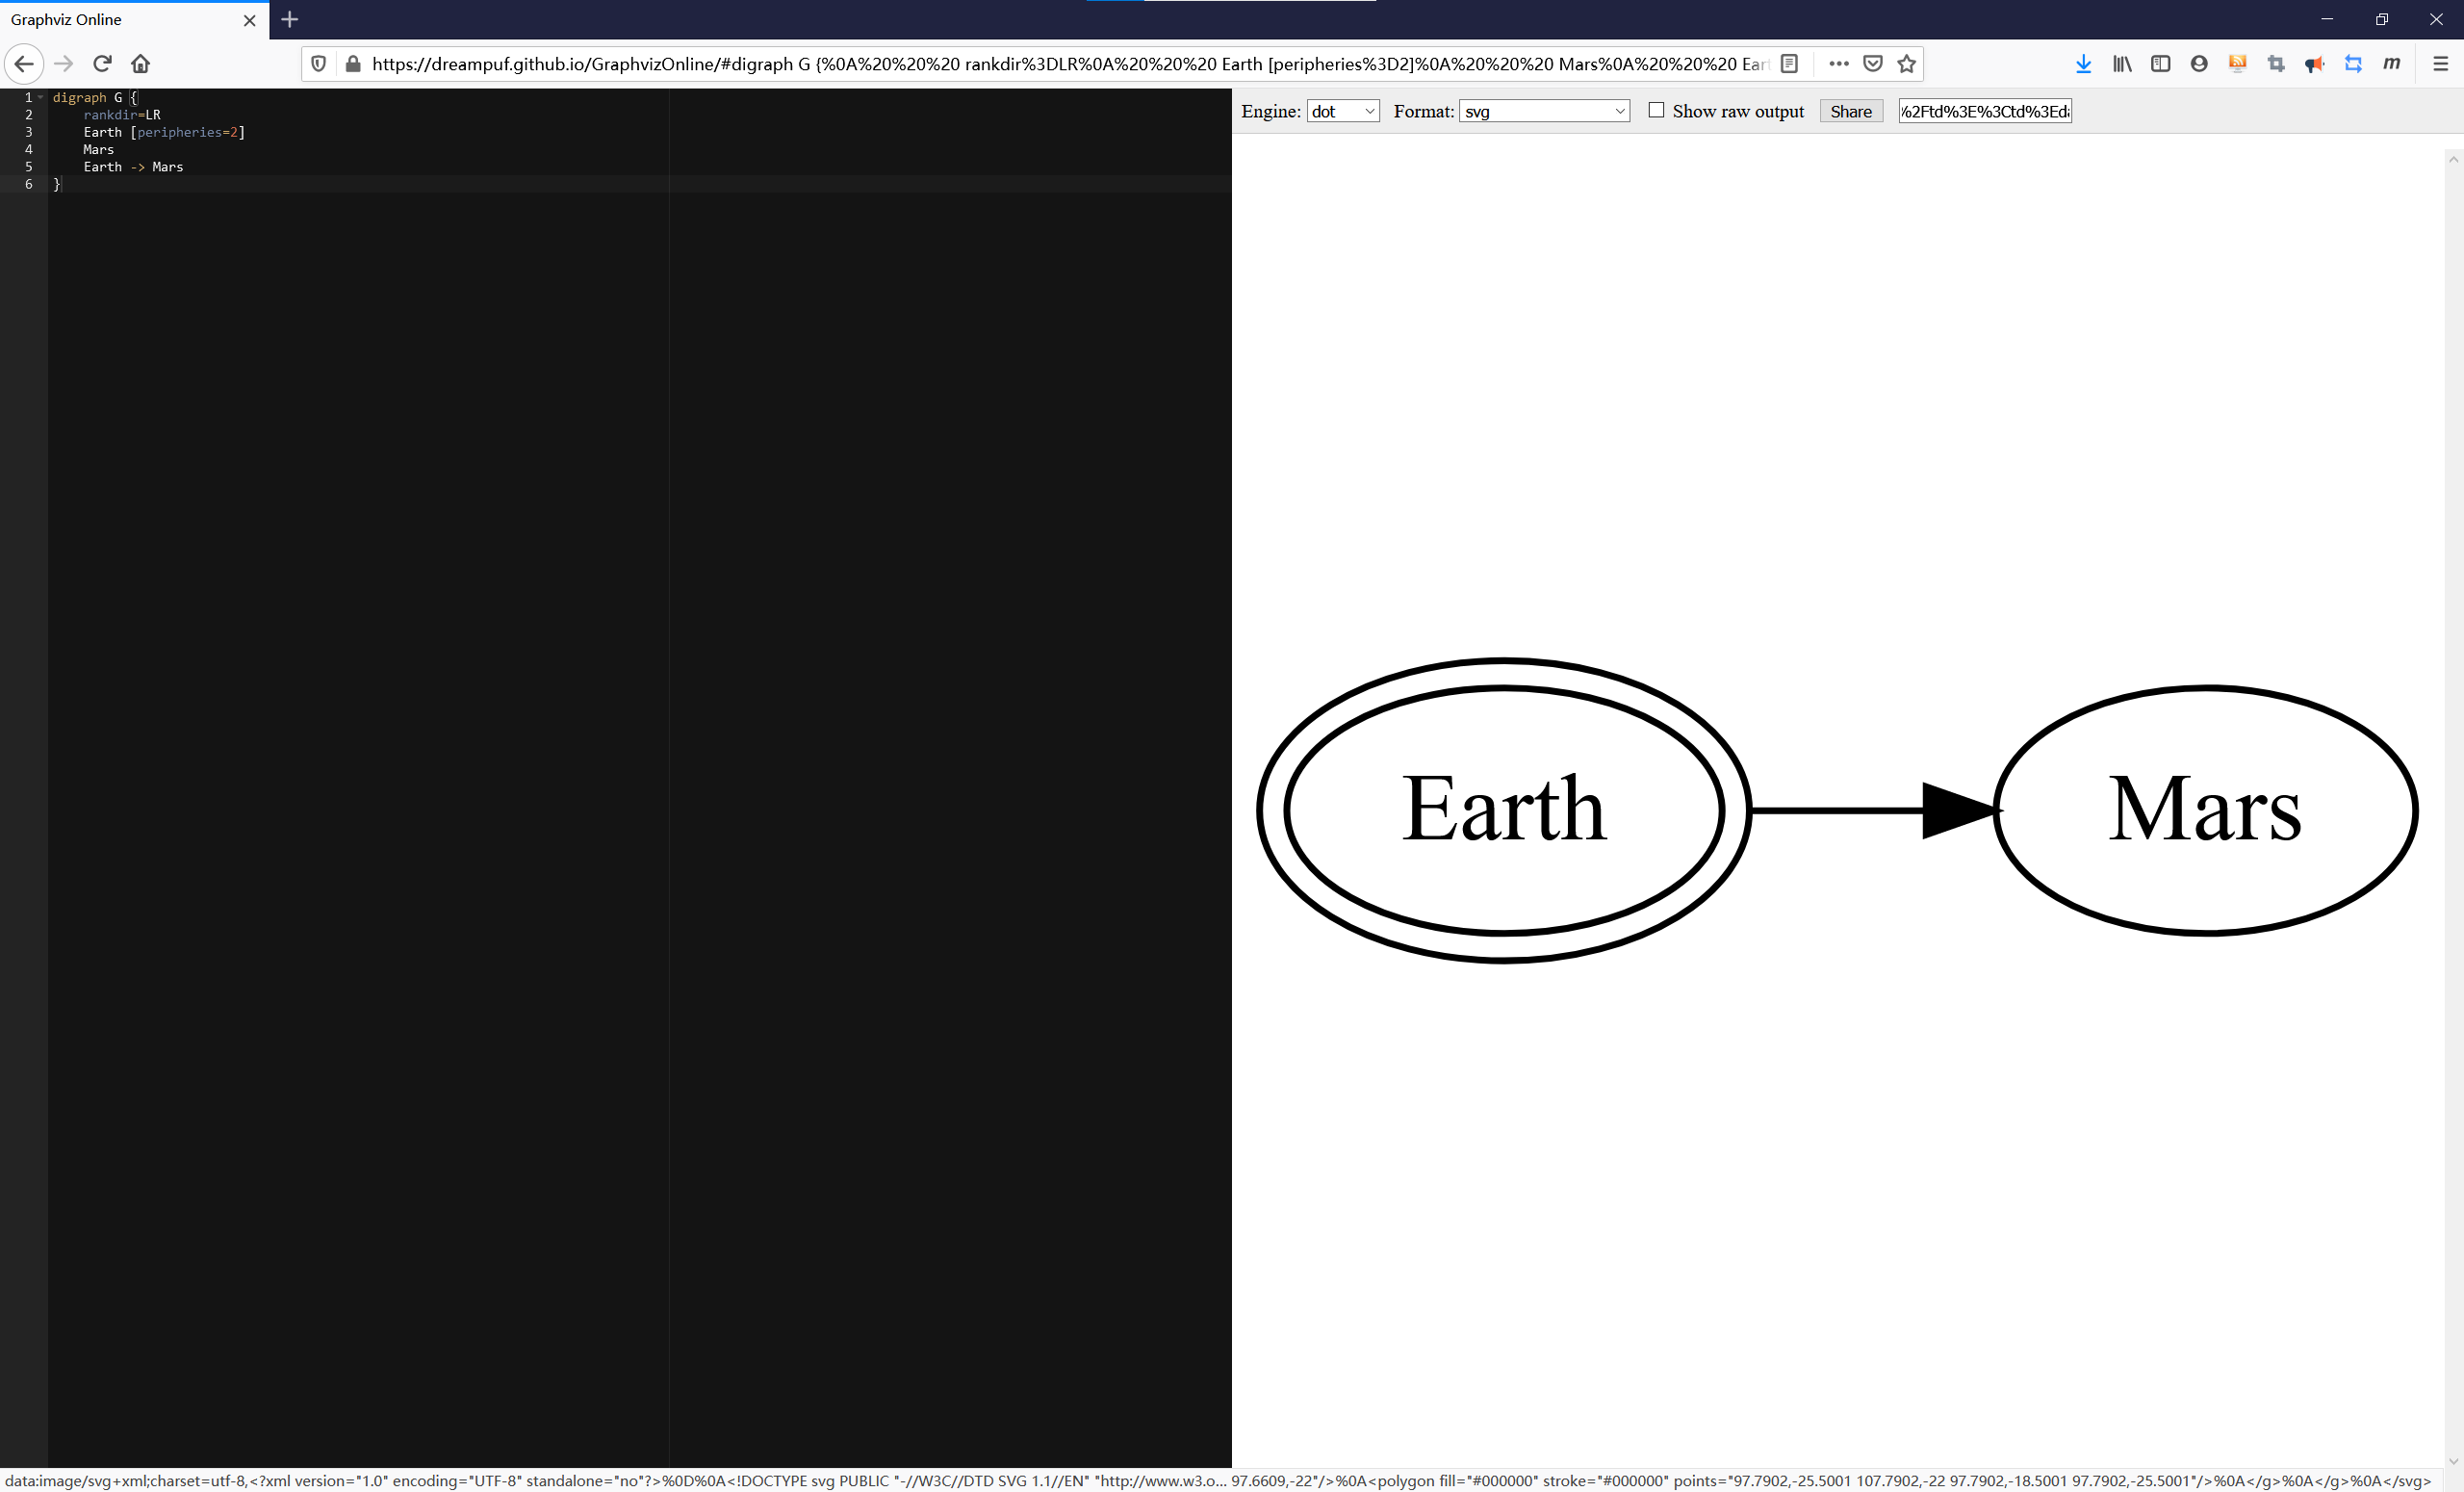 Graphviz Online
https://dreampuf.github.io/GraphvizOnline/#digraph G {%0A%20%20%20 rankdir%3DLR%0A%20%20%20%20 Earth [peripheries%3D2]%0A%20%20%20%20 Mars%0A%20%20%20%20 Ear
1 digraph G {
2 rankdir=LR
3 Earth [peripheries=2]
4 Mars
5 Earth -> Mars
6 }
Engine: dot Format: svg Show raw output Share %2Ftd%3E%3Ctd%3Eda
Earth Mars
data:image/svg+xml;charset=utf-8,<?xml version="1.0" encoding="UTF-8" standalone="no"?>%0D%0A<!DOCTYPE svg PUBLIC "-//W3C//DTD SVG 1.1//EN" "http://www.w3.o... 97.6609,-22"/>%0A<polygon fill="#000000" stroke="#000000" points="97.7902,-25.5001 107.7902,-22 97.7902,-18.5001 97.7902,-25.5001"/>%0A</g>%0A</g>%0A</svg>